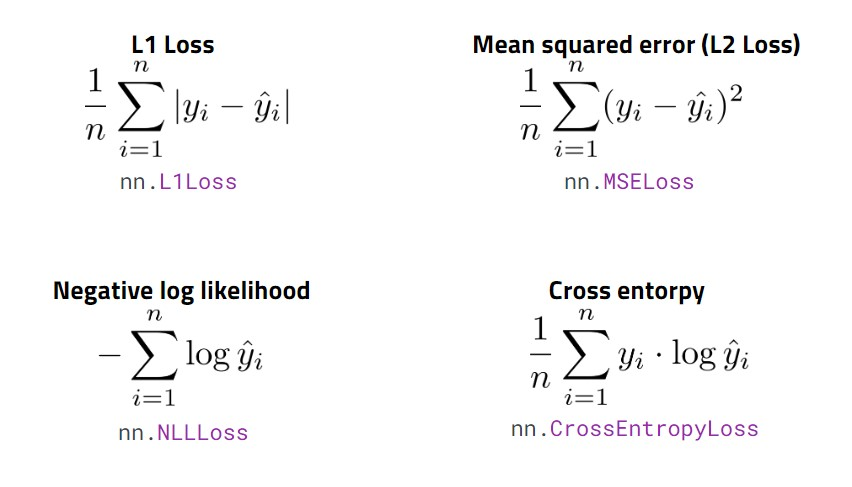 L1 Loss
\frac{1}{n} \sum_{i=1}^{n} |y_i - \hat{y}_i|
nn.L1Loss
Mean squared error (L2 Loss)
\frac{1}{n} \sum_{i=1}^{n} (y_i - \hat{y}_i)^2
nn.MSELoss
Negative log likelihood
- \sum_{i=1}^{n} \log \hat{y}_i
nn.NLLLoss
Cross entorpy
\frac{1}{n} \sum_{i=1}^{n} y_i \cdot \log \hat{y}_i
nn.CrossEntropyLoss